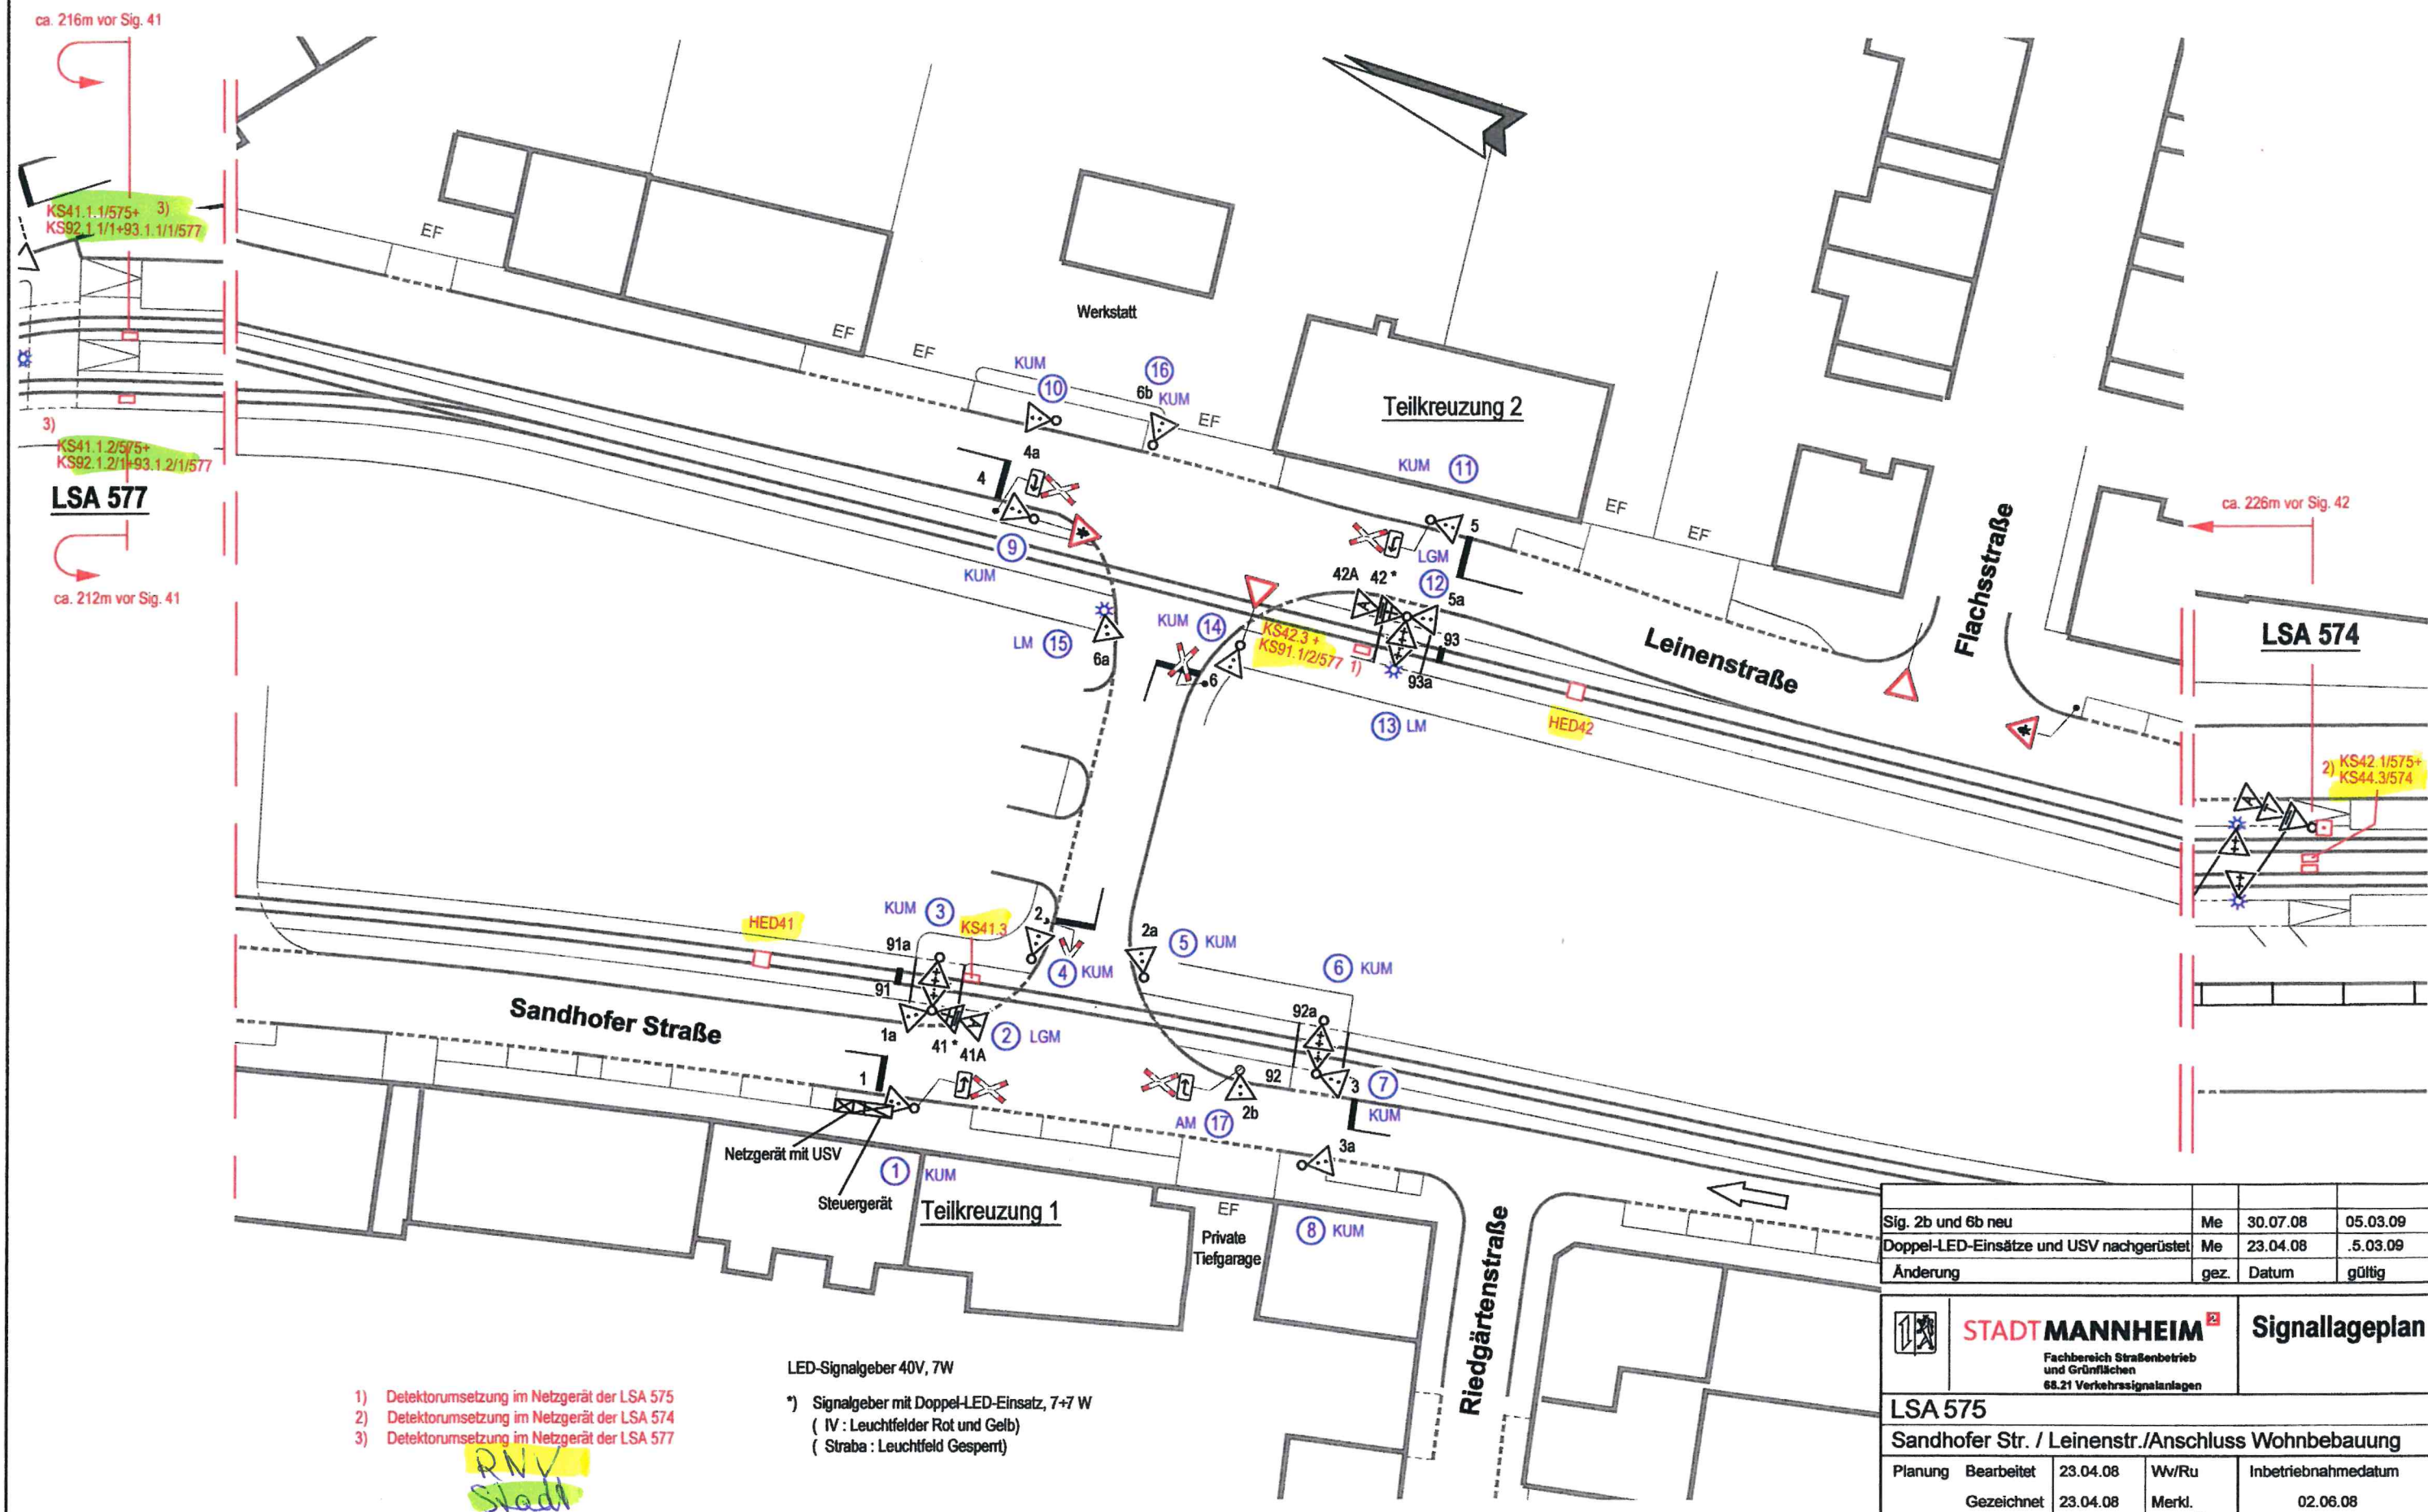 ca. 216m vor Sig. 41
KS41.1.1/575+ 3)
KS92.1.1/1+93.1.1/1/577
3)
KS41.1.2/575+
KS92.1.2/1+93.1.2/1/577
LSA 577
ca. 212m vor Sig. 41
EF
EF
EF
Werkstatt
KUM
10
16
6b KUM
EF
Teilkreuzung 2
KUM 11
4a
4
9
KUM
5
LGM
42A 42 *
12
5a
EF
EF
Flachsstraße
ca. 226m vor Sig. 42
LSA 574
Leinenstraße
LM 15
6a
KUM 14
KS42.3 +
KS91.1/2/577 1)
93
93a
6
13 LM
HED42
2) KS42.1/575+
KS44.3/574
A T
HED41
KUM 3
KS41.3
2
91a
91
4 KUM
2a
5 KUM
6 KUM
92a
92
Sandhofer Straße
1a
41 *
41A
2 LGM
1
3
7
KUM
2b
AM 17
3a
Netzgerät mit USV
Steuergerät
1 KUM
Teilkreuzung 1
EF
Private
Tiefgarage
8 KUM
Riedgärtenstraße
LED-Signalgeber 40V, 7W
*) Signalgeber mit Doppel-LED-Einsatz, 7+7 W
( IV : Leuchtfelder Rot und Gelb)
( Straba : Leuchtfeld Gesperrt)
1) Detektorumsetzung im Netzgerät der LSA 575
2) Detektorumsetzung im Netzgerät der LSA 574
3) Detektorumsetzung im Netzgerät der LSA 577
RNV
Stadt
Sig. 2b und 6b neu Me 30.07.08 05.03.09
Doppel-LED-Einsätze und USV nachgerüstet Me 23.04.08 .5.03.09
Änderung gez. Datum gültig
STADT MANNHEIM 2
Signallageplan
Fachbereich Straßenbetrieb
und Grünflächen
68.21 Verkehrssignalanlagen
LSA 575
Sandhofer Str. / Leinenstr./Anschluss Wohnbebauung
Planung Bearbeitet 23.04.08 Wv/Ru Inbetriebnahmedatum
Gezeichnet 23.04.08 Merkl. 02.06.08